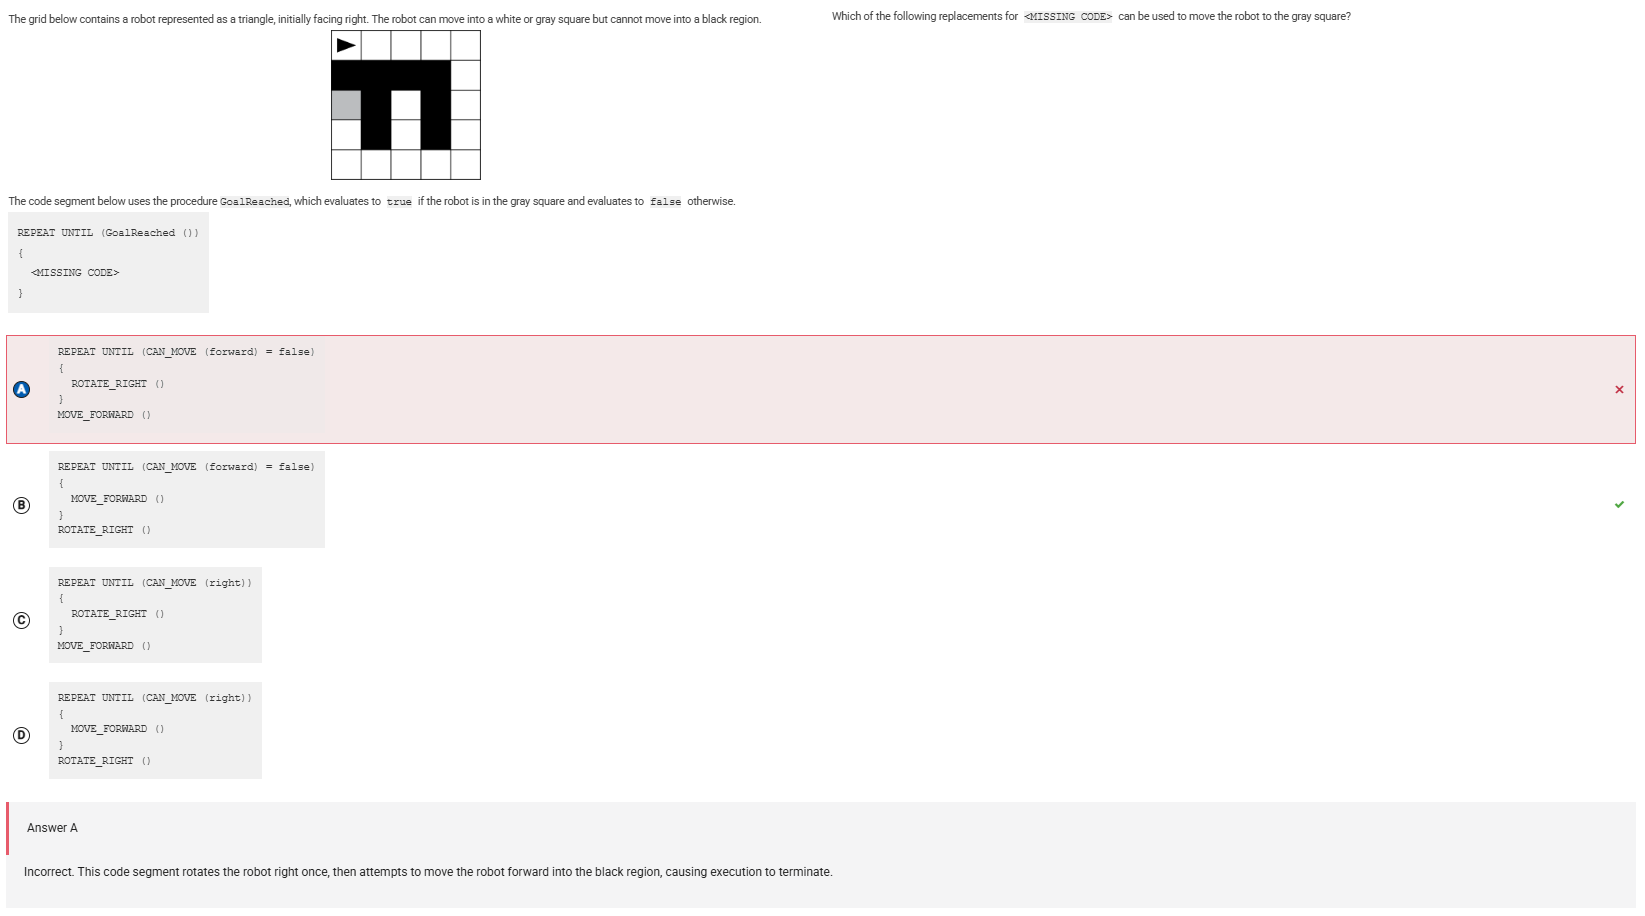 The grid below contains a robot represented as a triangle, initially facing right. The robot can move into a white or gray square but cannot move into a black region.
The code segment below uses the procedure GoalReached, which evaluates to true if the robot is in the gray square and evaluates to false otherwise.
REPEAT UNTIL (GoalReached ())
{
<MISSING CODE>
}
Which of the following replacements for <MISSING CODE> can be used to move the robot to the gray square?
A
REPEAT UNTIL (CAN_MOVE (forward) = false)
{
ROTATE_RIGHT ()
}
MOVE_FORWARD ()
B
REPEAT UNTIL (CAN_MOVE (forward) = false)
{
MOVE_FORWARD ()
}
ROTATE_RIGHT ()
C
REPEAT UNTIL (CAN_MOVE (right))
{
ROTATE_RIGHT ()
}
MOVE_FORWARD ()
D
REPEAT UNTIL (CAN_MOVE (right))
{
MOVE_FORWARD ()
}
ROTATE_RIGHT ()
Answer A
Incorrect. This code segment rotates the robot right once, then attempts to move the robot forward into the black region, causing execution to terminate.